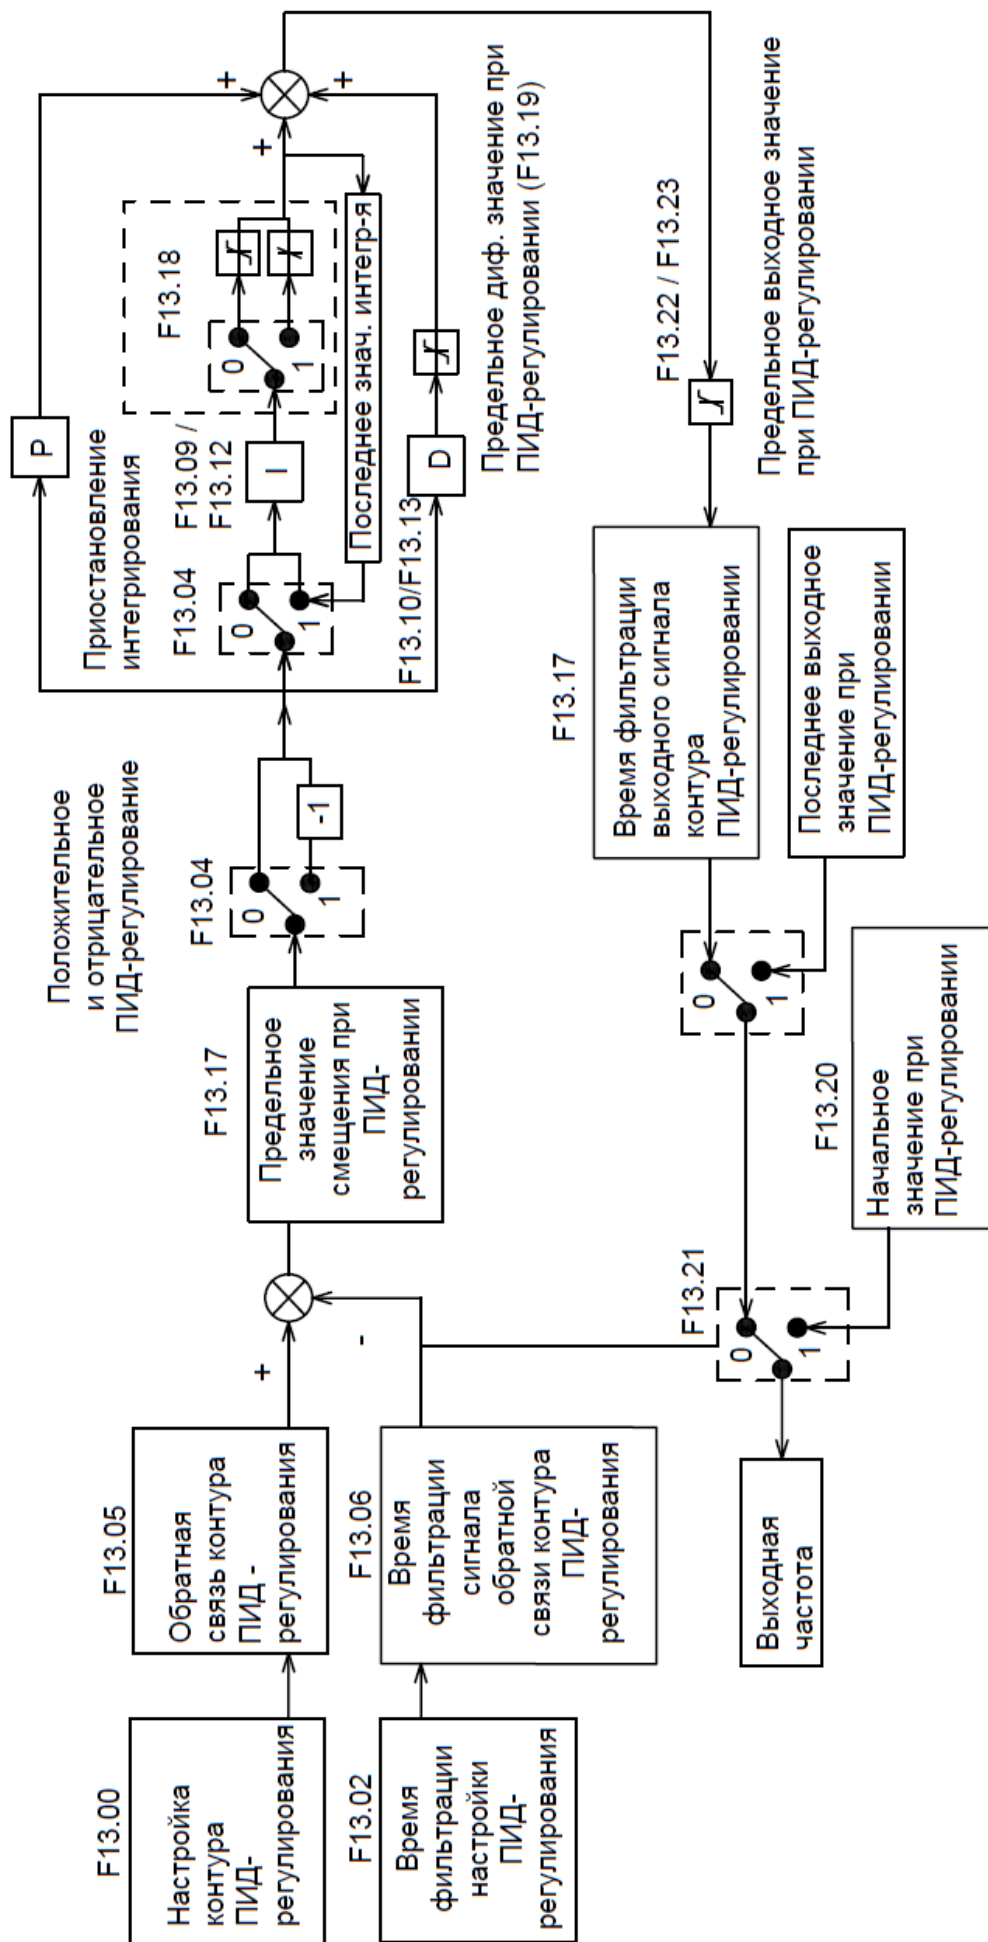 F13.00
Настройка
контура
ПИД-
регулирования
F13.05
Обратная
связь контура
ПИД -
регулирования
+
-
F13.17
Предельное
значение
смещения при
ПИД-
регулировании
Положительное
и отрицательное
ПИД-регулирование
F13.04
0
1
-1
Приостановление
интегрирования
F13.04
0
1
F13.09 /
F13.12
I
F13.18
0
1
P
+
+
+
Последнее знач. интегр-я
F13.10/F13.13
D
Предельное диф. значение при
ПИД-регулировании (F13.19)
F13.02
Время
фильтрации
настройки
ПИД-
регулирования
F13.06
Время
фильтрации
сигнала
обратной
связи контура
ПИД-
регулирования
F13.22 / F13.23
Предельное выходное значение
при ПИД-регулировании
F13.17
Время фильтрации
выходного сигнала
контура
ПИД-регулировании
Последнее выходное
значение при
ПИД-регулировании
0
1
F13.20
Начальное
значение при
ПИД-регулировании
F13.21
0
1
Выходная
частота